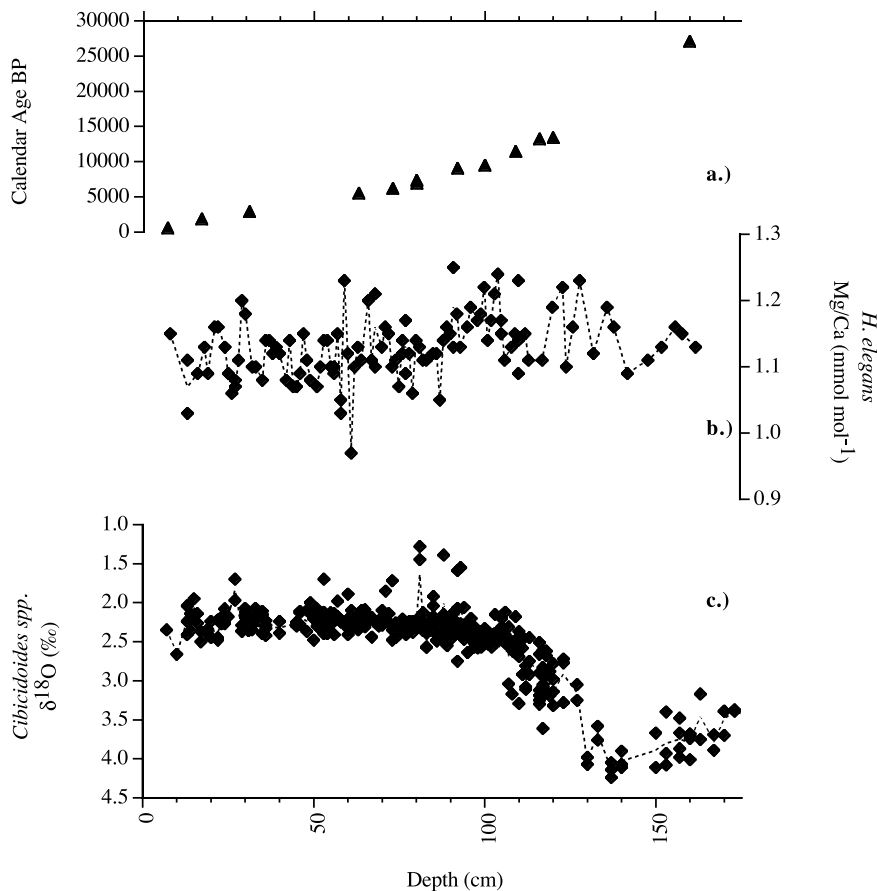 30000
25000
20000
15000
10000
5000
0
Calendar Age BP
a.)
1.3
1.2
1.1
1.0
0.9
H. elegans
Mg/Ca (mmol mol-1)
b.)
1.0
1.5
2.0
2.5
3.0
3.5
4.0
4.5
Cibicidoides spp.
δ18O (‰)
c.)
0
50
100
150
Depth (cm)